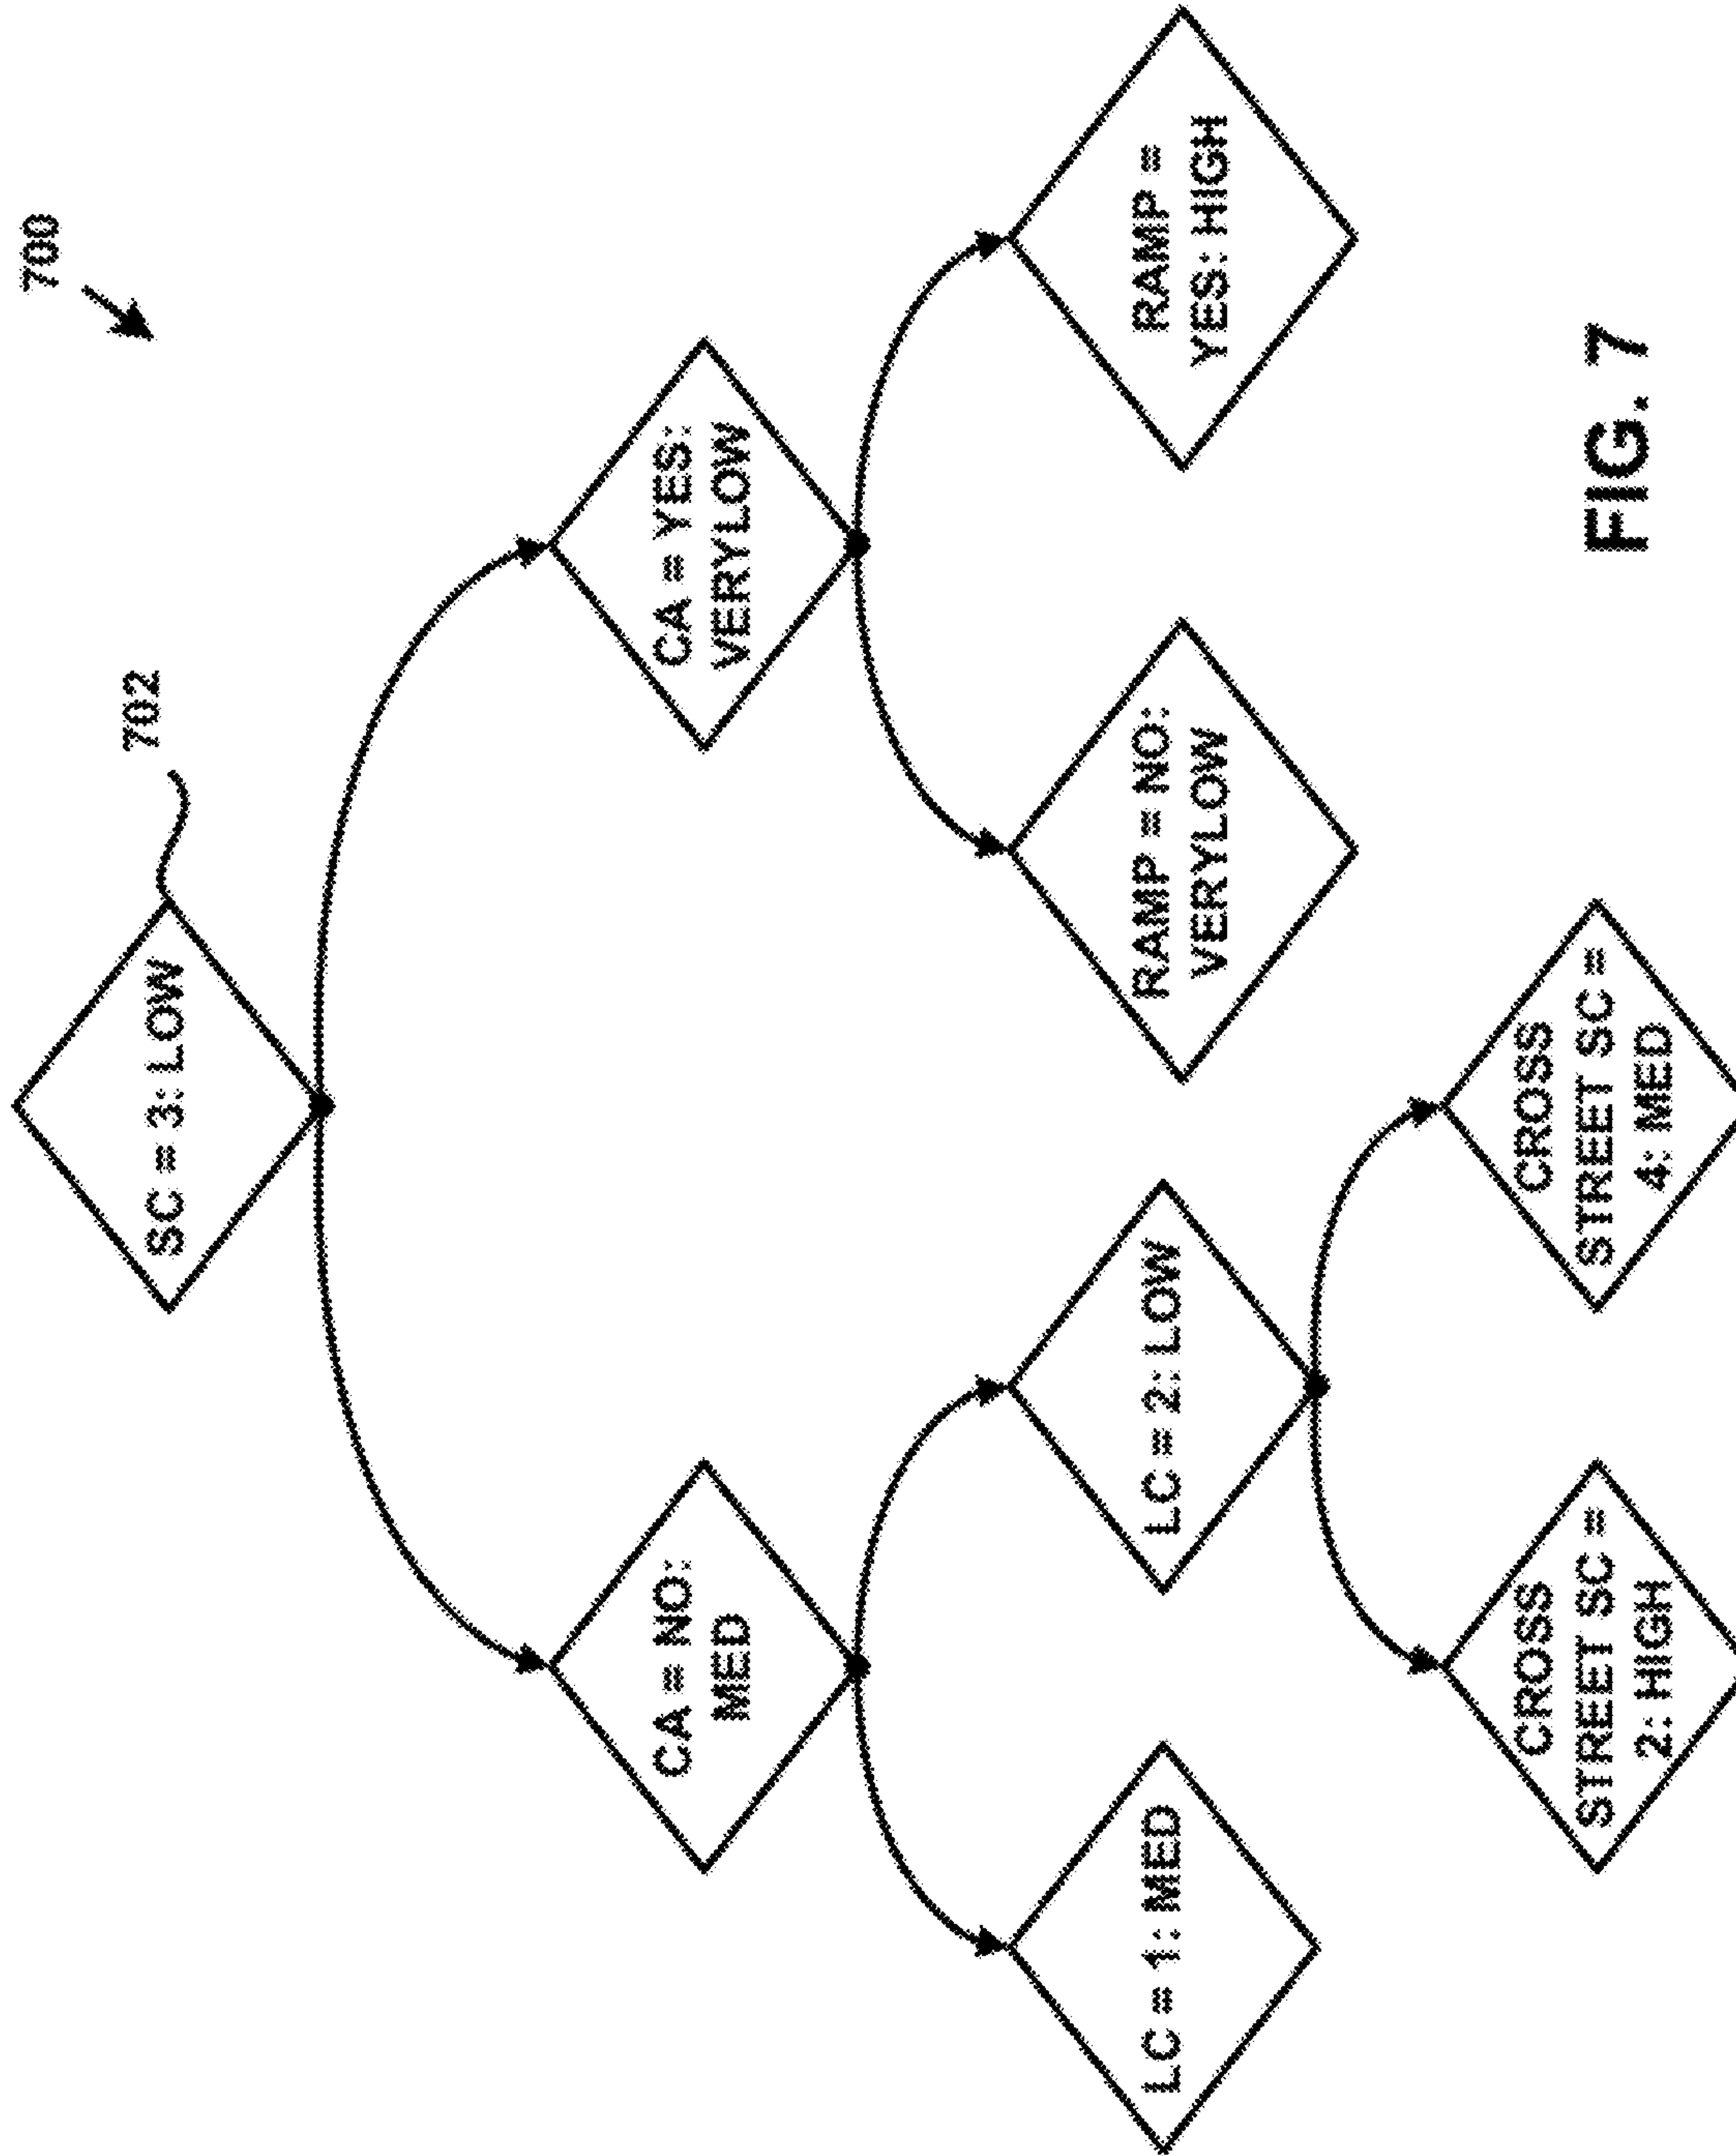 700
702
SC = 3: LOW
CA = NO:
MED
CA = YES:
VERYLOW
LC = 1: MED
LC = 2: LOW
RAMP = NO:
VERYLOW
RAMP =
YES: HIGH
CROSS
STREET SC =
2: HIGH
CROSS
STREET SC =
4: MED
FIG. 7